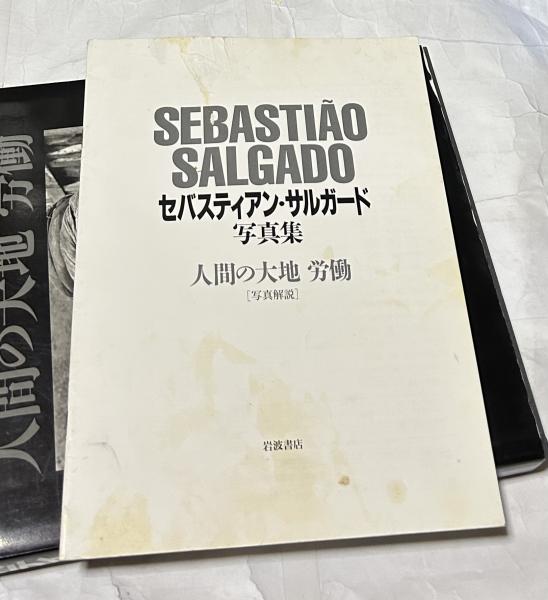 SEBASTIÃO
SALGADO
セバスティアン・サルガード
写真集
人間の大地 労働
［写真解説］
岩波書店
人間の大地 労働